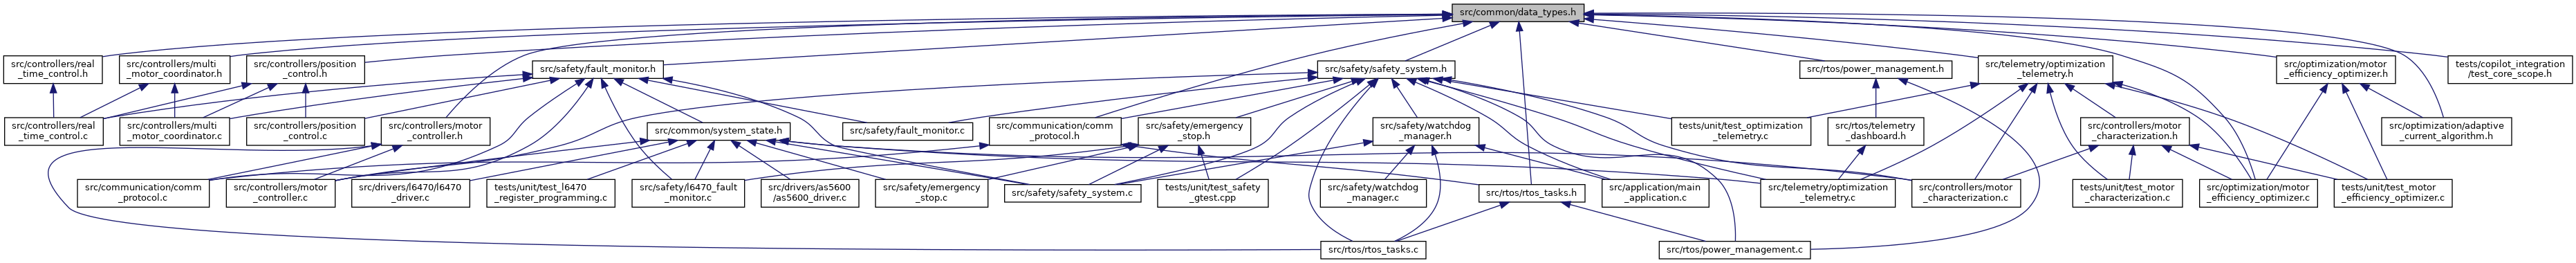 src/common/data_types.h
src/controllers/real
_time_control.h
src/controllers/multi
_motor_coordinator.h
src/controllers/position
_control.h
src/safety/fault_monitor.h
src/safety/safety_system.h
src/rtos/power_management.h
src/telemetry/optimization
_telemetry.h
src/optimization/motor
_efficiency_optimizer.h
tests/copilot_integration
/test_core_scope.h
src/controllers/real
_time_control.c
src/controllers/multi
_motor_coordinator.c
src/controllers/position
_control.c
src/controllers/motor
_controller.h
src/common/system_state.h
src/safety/fault_monitor.c
src/communication/comm
_protocol.h
src/safety/emergency
_stop.h
src/safety/watchdog
_manager.h
tests/unit/test_optimization
_telemetry.c
src/rtos/telemetry
_dashboard.h
src/controllers/motor
_characterization.h
src/optimization/adaptive
_current_algorithm.h
src/communication/comm
_protocol.c
src/controllers/motor
_controller.c
src/drivers/l6470/l6470
_driver.c
tests/unit/test_l6470
_register_programming.c
src/safety/l6470_fault
_monitor.c
src/drivers/as5600
/as5600_driver.c
src/safety/emergency
_stop.c
src/safety/safety_system.c
tests/unit/test_safety
_gtest.cpp
src/safety/watchdog
_manager.c
src/rtos/rtos_tasks.h
src/application/main
_application.c
src/telemetry/optimization
_telemetry.c
src/controllers/motor
_characterization.c
tests/unit/test_motor
_characterization.c
src/optimization/motor
_efficiency_optimizer.c
tests/unit/test_motor
_efficiency_optimizer.c
src/rtos/rtos_tasks.c
src/rtos/power_management.c